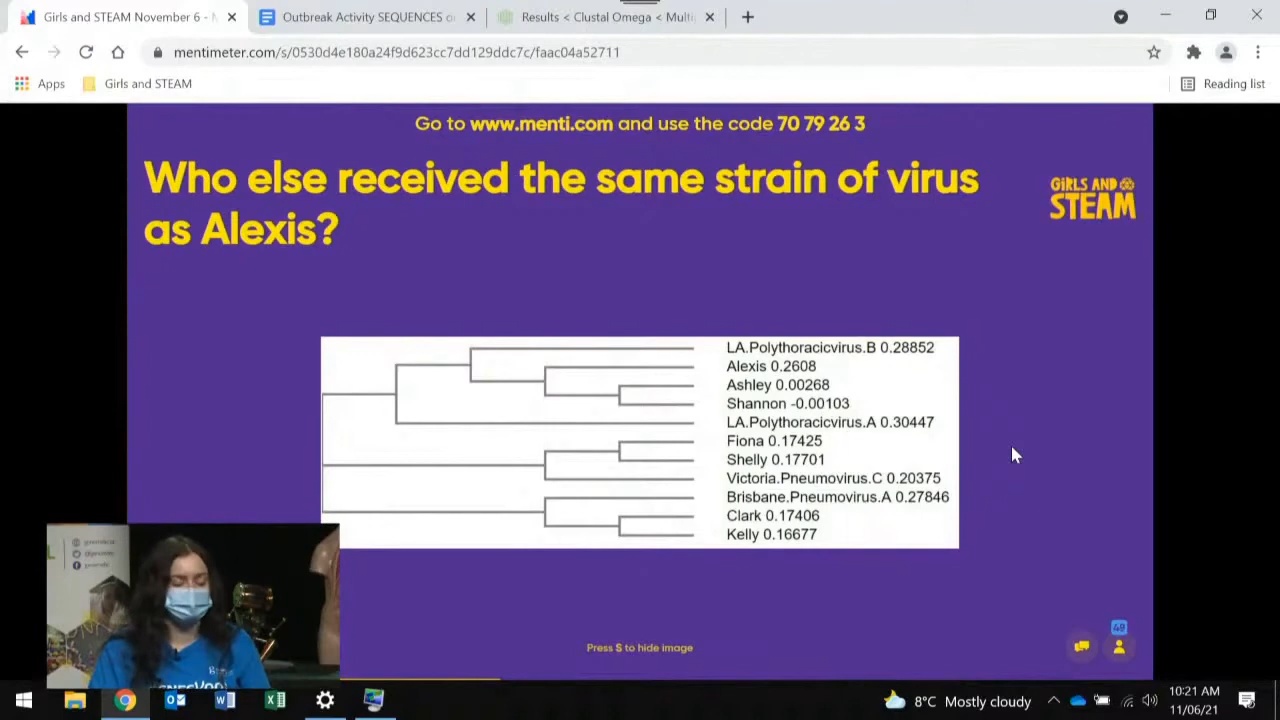 Girls and STEAM November 6 -
Outbreak Activity SEQUENCES
Results < Clustal Omega < Mult
mentimeter.com/s/0530d4e180a24f9d623cc7dd129ddc7c/faac04a52711
Apps
Girls and STEAM
Reading list
Go to www.menti.com and use the code 70 79 26 3
Who else received the same strain of virus
as Alexis?
GIRLS AND
STEAM
LA.Polythoracicvirus.B 0.28852
Alexis 0.2608
Ashley 0.00268
Shannon -0.00103
LA.Polythoracicvirus.A 0.30447
Fiona 0.17425
Shelly 0.17701
Victoria.Pneumovirus.C 0.20375
Brisbane.Pneumovirus.A 0.27846
Clark 0.17406
Kelly 0.16677
49
Press S to hide image
8°C Mostly cloudy
10:21 AM
11/06/21